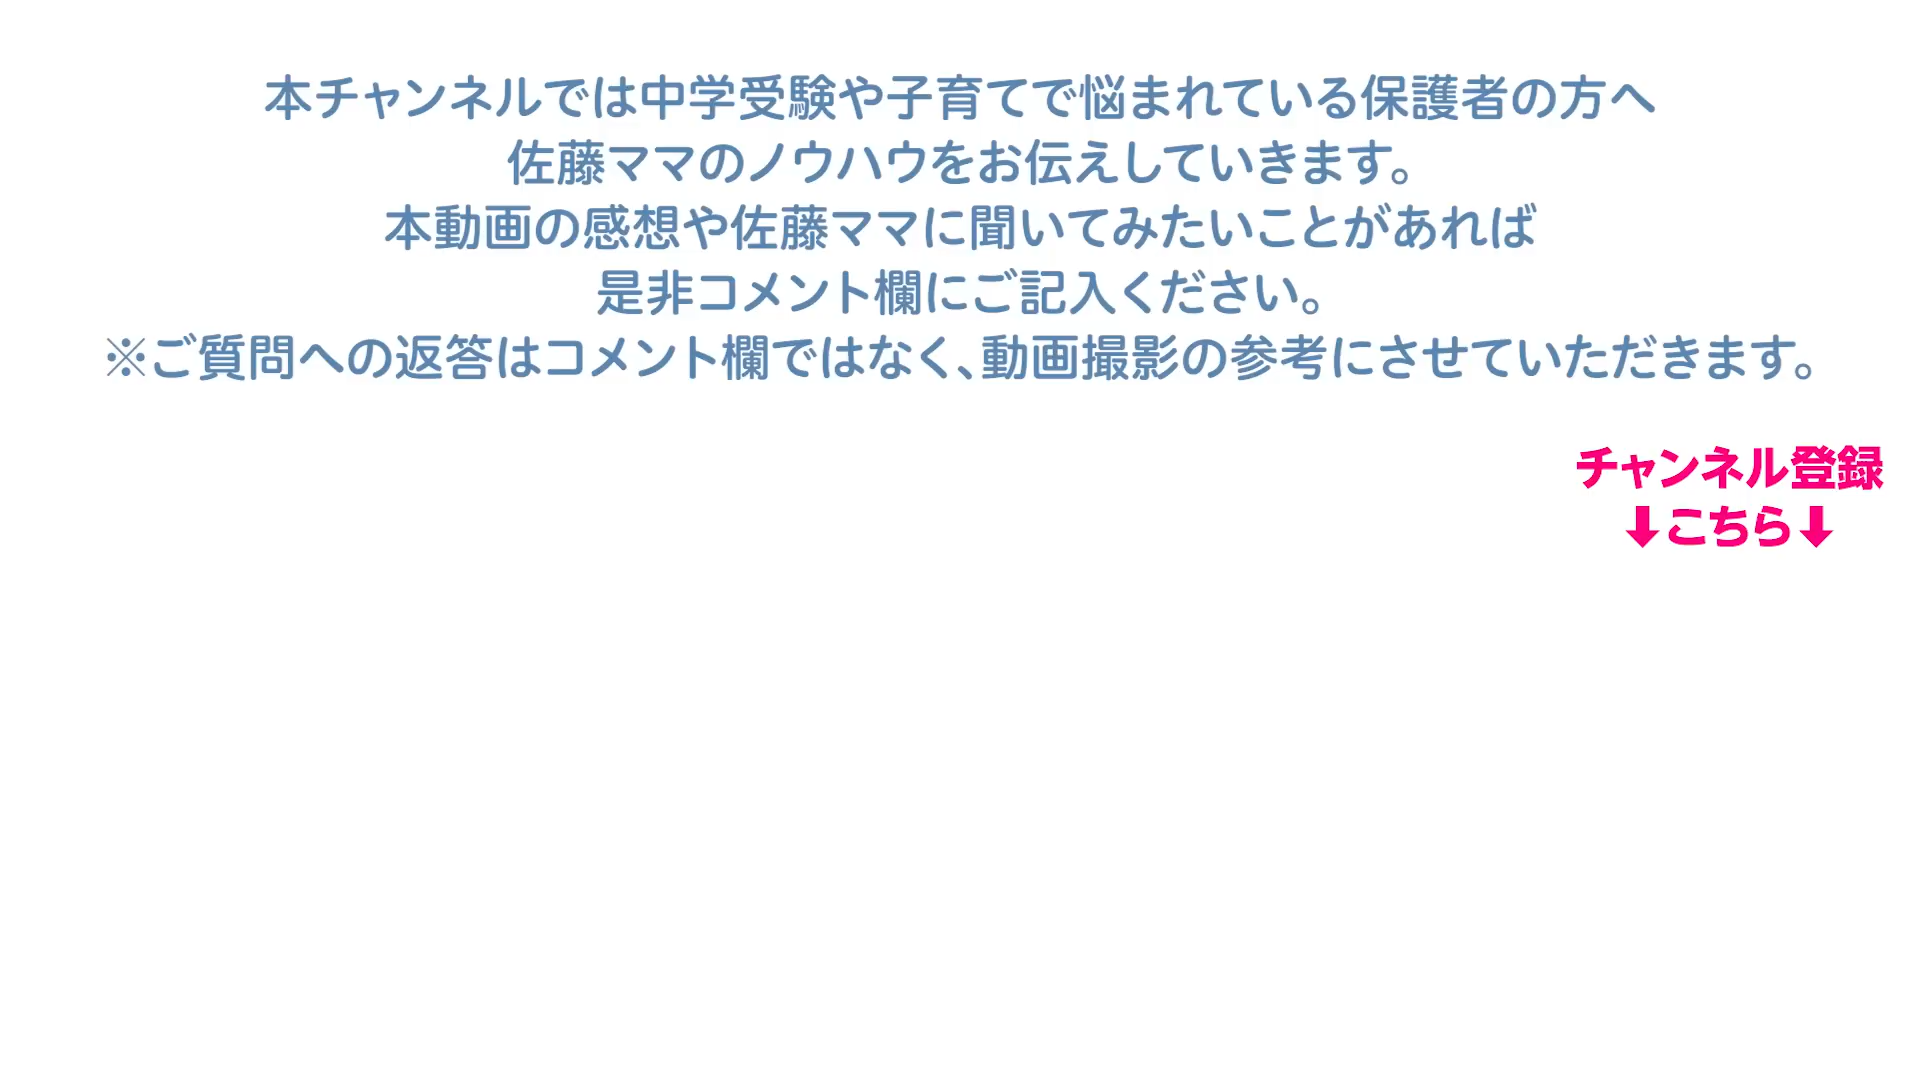 本チャンネルでは中学受験や子育てで悩まれている保護者の方へ
佐藤ママのノウハウをお伝えしていきます。
本動画の感想や佐藤ママに聞いてみたいことがあれば
是非コメント欄にご記入ください。
※ご質問への返答はコメント欄ではなく、動画撮影の参考にさせていただきます。
チャンネル登録
⬇こちら⬇